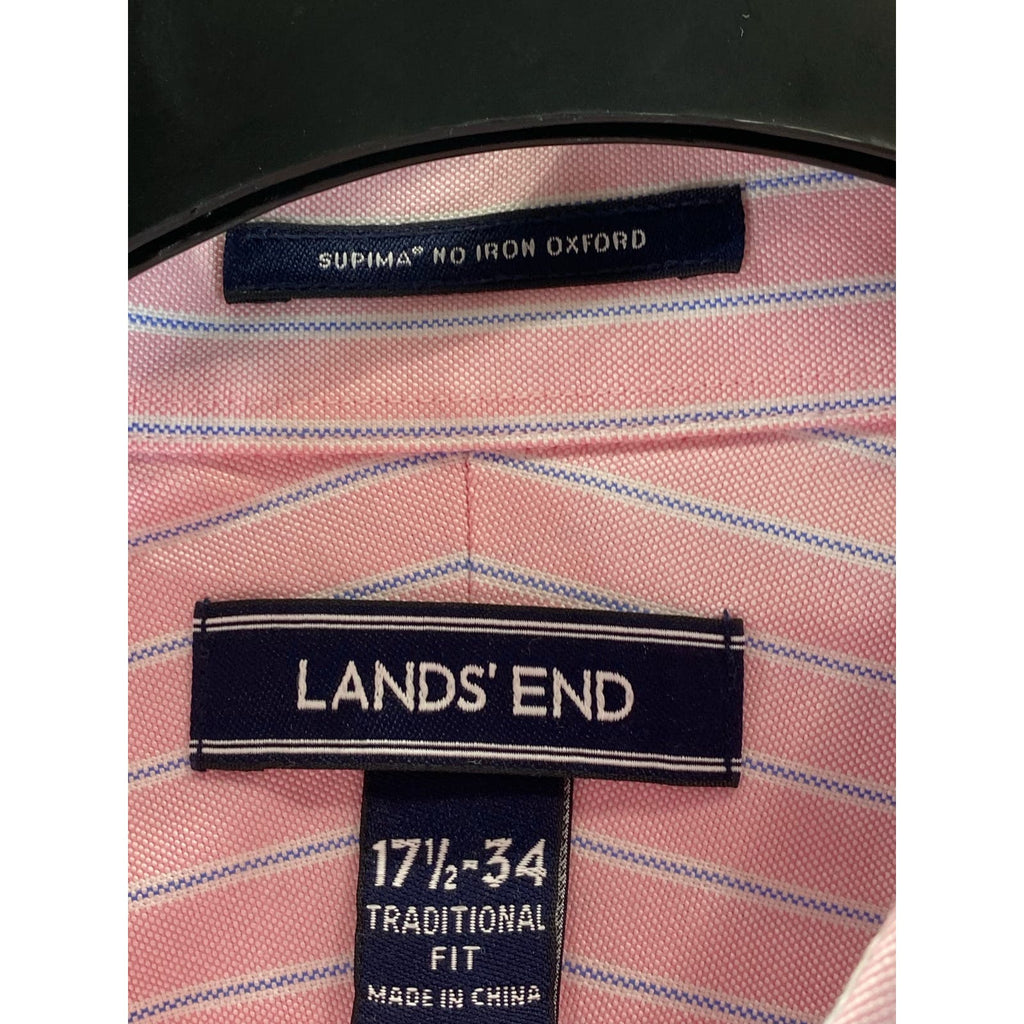 SUPIMA® NO IRON OXFORD
LANDS' END
17½-34
TRADITIONAL
FIT
MADE IN CHINA